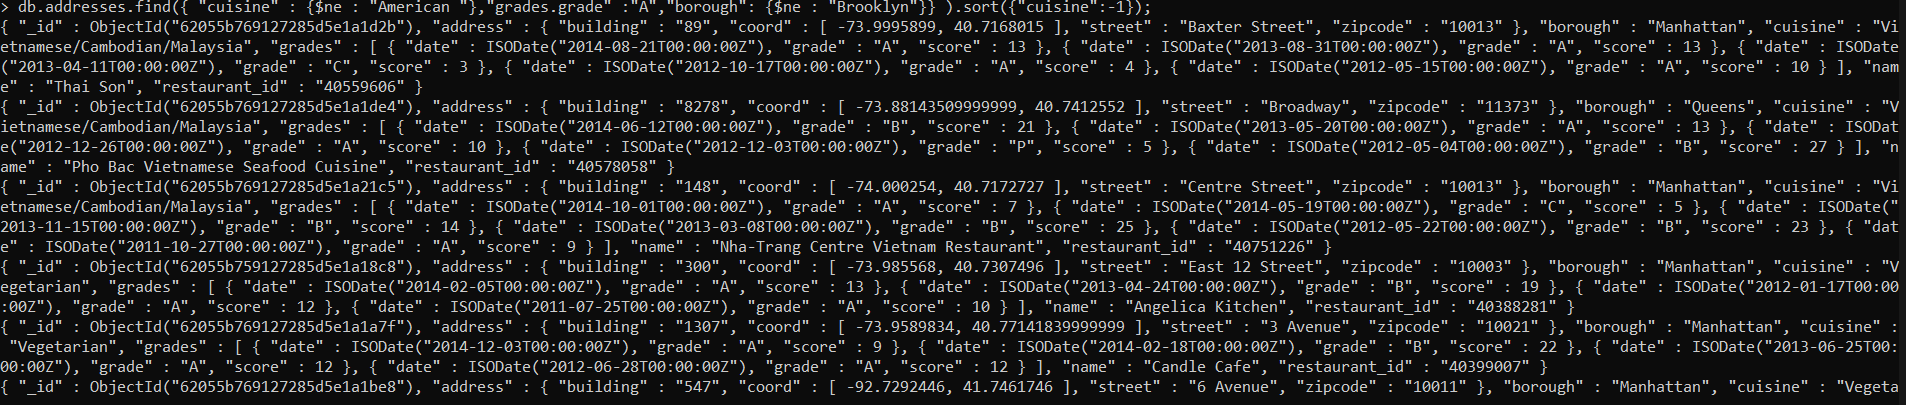 > db.addresses.find({ "cuisine" : {$ne : "American "},"grades.grade" :"A","borough": {$ne : "Brooklyn"}} ).sort({"cuisine":-1});
{ "_id" : ObjectId("62055b769127285d5e1a1d2b"), "address" : { "building" : "89", "coord" : [ -73.9995899, 40.7168015 ], "street" : "Baxter Street", "zipcode" : "10013" }, "borough" : "Manhattan", "cuisine" : "Vi
etnamese/Cambodian/Malaysia", "grades" : [ { "date" : ISODate("2014-08-21T00:00:00Z"), "grade" : "A", "score" : 13 }, { "date" : ISODate("2013-08-31T00:00:00Z"), "grade" : "A", "score" : 13 }, { "date" : ISODate
("2013-04-11T00:00:00Z"), "grade" : "C", "score" : 3 }, { "date" : ISODate("2012-10-17T00:00:00Z"), "grade" : "A", "score" : 4 }, { "date" : ISODate("2012-05-15T00:00:00Z"), "grade" : "A", "score" : 10 } ], "nam
e" : "Thai Son", "restaurant_id" : "40559606" }
{ "_id" : ObjectId("62055b769127285d5e1a1de4"), "address" : { "building" : "8278", "coord" : [ -73.88143509999999, 40.7412552 ], "street" : "Broadway", "zipcode" : "11373" }, "borough" : "Queens", "cuisine" : "V
ietnamese/Cambodian/Malaysia", "grades" : [ { "date" : ISODate("2014-06-12T00:00:00Z"), "grade" : "B", "score" : 21 }, { "date" : ISODate("2013-05-20T00:00:00Z"), "grade" : "A", "score" : 13 }, { "date" : ISODat
e("2012-12-26T00:00:00Z"), "grade" : "A", "score" : 10 }, { "date" : ISODate("2012-12-03T00:00:00Z"), "grade" : "P", "score" : 5 }, { "date" : ISODate("2012-05-04T00:00:00Z"), "grade" : "B", "score" : 27 } ], "n
ame" : "Pho Bac Vietnamese Seafood Cuisine", "restaurant_id" : "40578058" }
{ "_id" : ObjectId("62055b769127285d5e1a21c5"), "address" : { "building" : "148", "coord" : [ -74.000254, 40.7172727 ], "street" : "Centre Street", "zipcode" : "10013" }, "borough" : "Manhattan", "cuisine" : "Vi
etnamese/Cambodian/Malaysia", "grades" : [ { "date" : ISODate("2014-10-01T00:00:00Z"), "grade" : "A", "score" : 7 }, { "date" : ISODate("2014-05-19T00:00:00Z"), "grade" : "C", "score" : 5 }, { "date" : ISODate("
2013-11-15T00:00:00Z"), "grade" : "B", "score" : 14 }, { "date" : ISODate("2013-03-08T00:00:00Z"), "grade" : "B", "score" : 25 }, { "date" : ISODate("2012-05-22T00:00:00Z"), "grade" : "B", "score" : 23 }, { "dat
e" : ISODate("2011-10-27T00:00:00Z"), "grade" : "A", "score" : 9 } ], "name" : "Nha-Trang Centre Vietnam Restaurant", "restaurant_id" : "40751226" }
{ "_id" : ObjectId("62055b759127285d5e1a18c8"), "address" : { "building" : "300", "coord" : [ -73.985568, 40.7307496 ], "street" : "East 12 Street", "zipcode" : "10003" }, "borough" : "Manhattan", "cuisine" : "V
egetarian", "grades" : [ { "date" : ISODate("2014-02-05T00:00:00Z"), "grade" : "A", "score" : 13 }, { "date" : ISODate("2013-04-24T00:00:00Z"), "grade" : "B", "score" : 19 }, { "date" : ISODate("2012-01-17T00:00
:00Z"), "grade" : "A", "score" : 12 }, { "date" : ISODate("2011-07-25T00:00:00Z"), "grade" : "A", "score" : 10 } ], "name" : "Angelica Kitchen", "restaurant_id" : "40388281" }
{ "_id" : ObjectId("62055b769127285d5e1a1a7f"), "address" : { "building" : "1307", "coord" : [ -73.9589834, 40.77141839999999 ], "street" : "3 Avenue", "zipcode" : "10021" }, "borough" : "Manhattan", "cuisine" :
"Vegetarian", "grades" : [ { "date" : ISODate("2014-12-03T00:00:00Z"), "grade" : "A", "score" : 9 }, { "date" : ISODate("2014-02-18T00:00:00Z"), "grade" : "B", "score" : 22 }, { "date" : ISODate("2013-06-25T00:
00:00Z"), "grade" : "A", "score" : 12 }, { "date" : ISODate("2012-06-28T00:00:00Z"), "grade" : "A", "score" : 12 } ], "name" : "Candle Cafe", "restaurant_id" : "40399007" }
{ "_id" : ObjectId("62055b769127285d5e1a1be8"), "address" : { "building" : "547", "coord" : [ -92.7292446, 41.7461746 ], "street" : "6 Avenue", "zipcode" : "10011" }, "borough" : "Manhattan", "cuisine" : "Vegeta